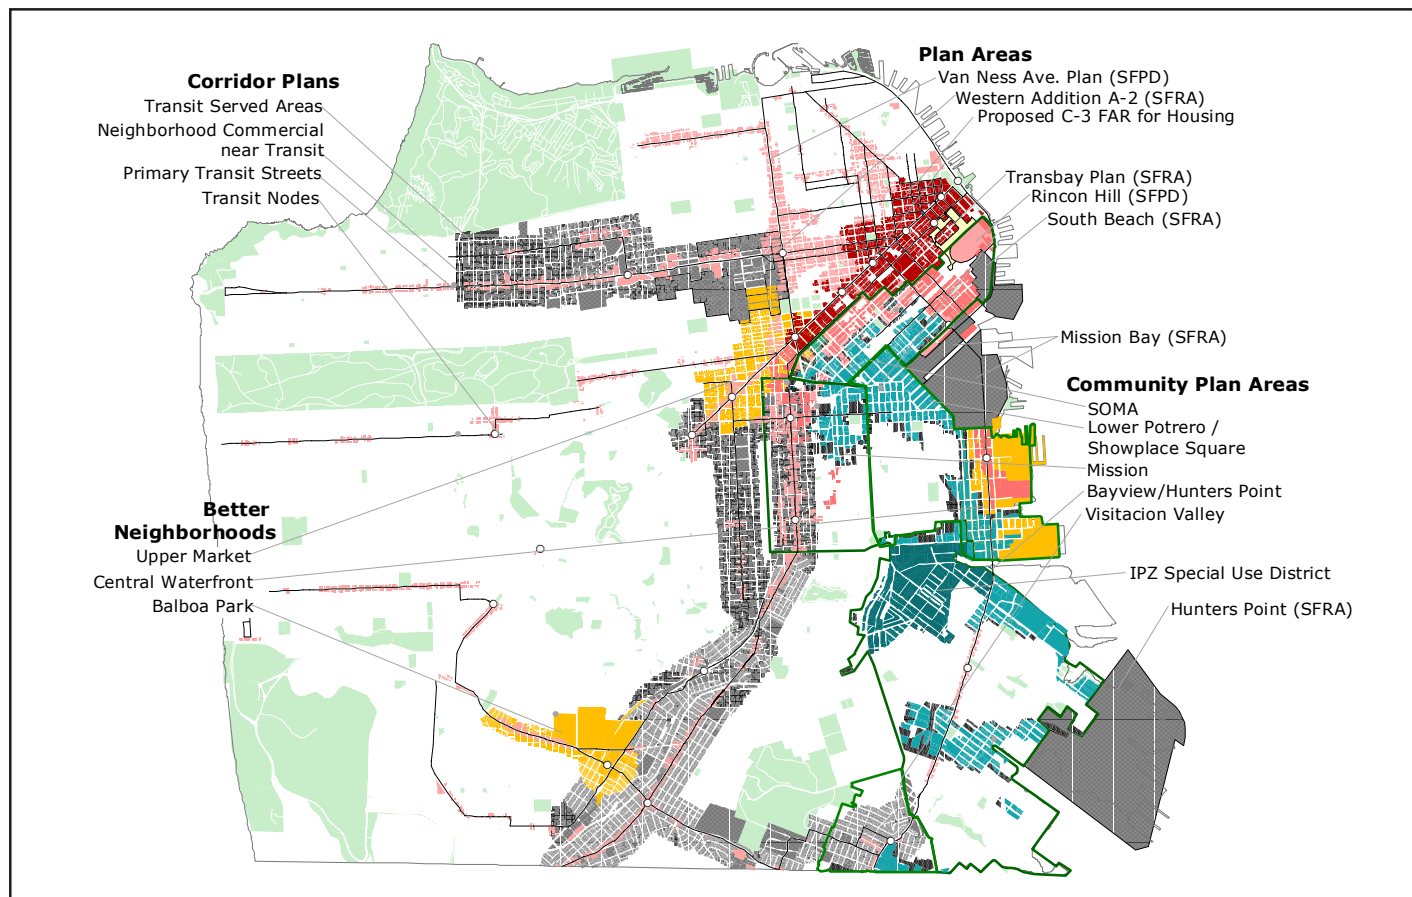 Corridor Plans
Transit Served Areas
Neighborhood Commercial
near Transit
Primary Transit Streets
Transit Nodes
Plan Areas
Van Ness Ave. Plan (SFPD)
Western Addition A-2 (SFRA)
Proposed C-3 FAR for Housing
Transbay Plan (SFRA)
Rincon Hill (SFPD)
South Beach (SFRA)
Mission Bay (SFRA)
Community Plan Areas
SOMA
Lower Potrero /
Showplace Square
Mission
Bayview/Hunters Point
Visitacion Valley
IPZ Special Use District
Hunters Point (SFRA)
Better
Neighborhoods
Upper Market
Central Waterfront
Balboa Park